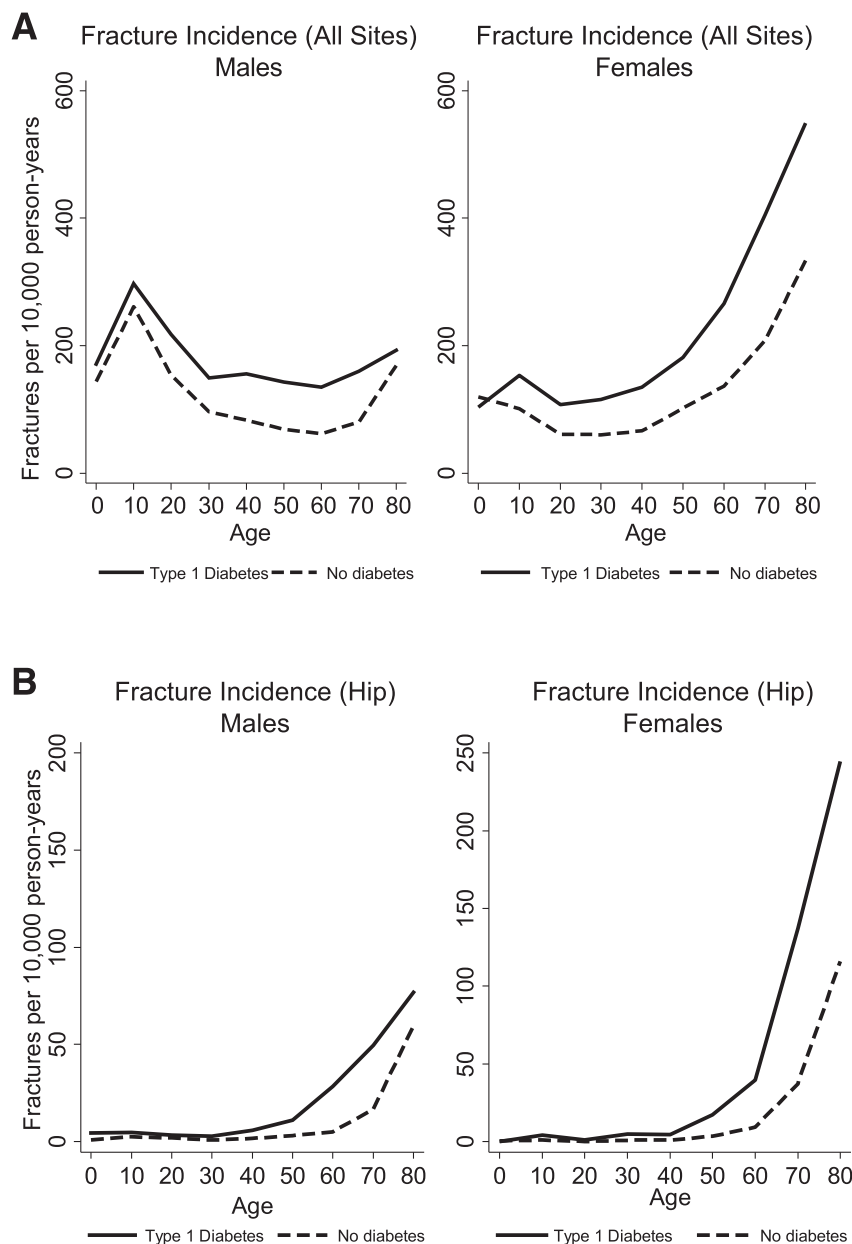 A
Fracture Incidence (All Sites)
Males
Fractures per 10,000 person-years
600
400
200
0
0 10 20 30 40 50 60 70 80
Age
Type 1 Diabetes No diabetes
Fracture Incidence (All Sites)
Females
600
400
200
0
0 10 20 30 40 50 60 70 80
Age
Type 1 Diabetes No diabetes
B
Fracture Incidence (Hip)
Males
Fractures per 10,000 person-years
200
150
100
50
0
0 10 20 30 40 50 60 70 80
Age
Type 1 Diabetes No diabetes
Fracture Incidence (Hip)
Females
250
200
150
100
50
0
0 10 20 30 40 50 60 70 80
Age
Type 1 Diabetes No diabetes